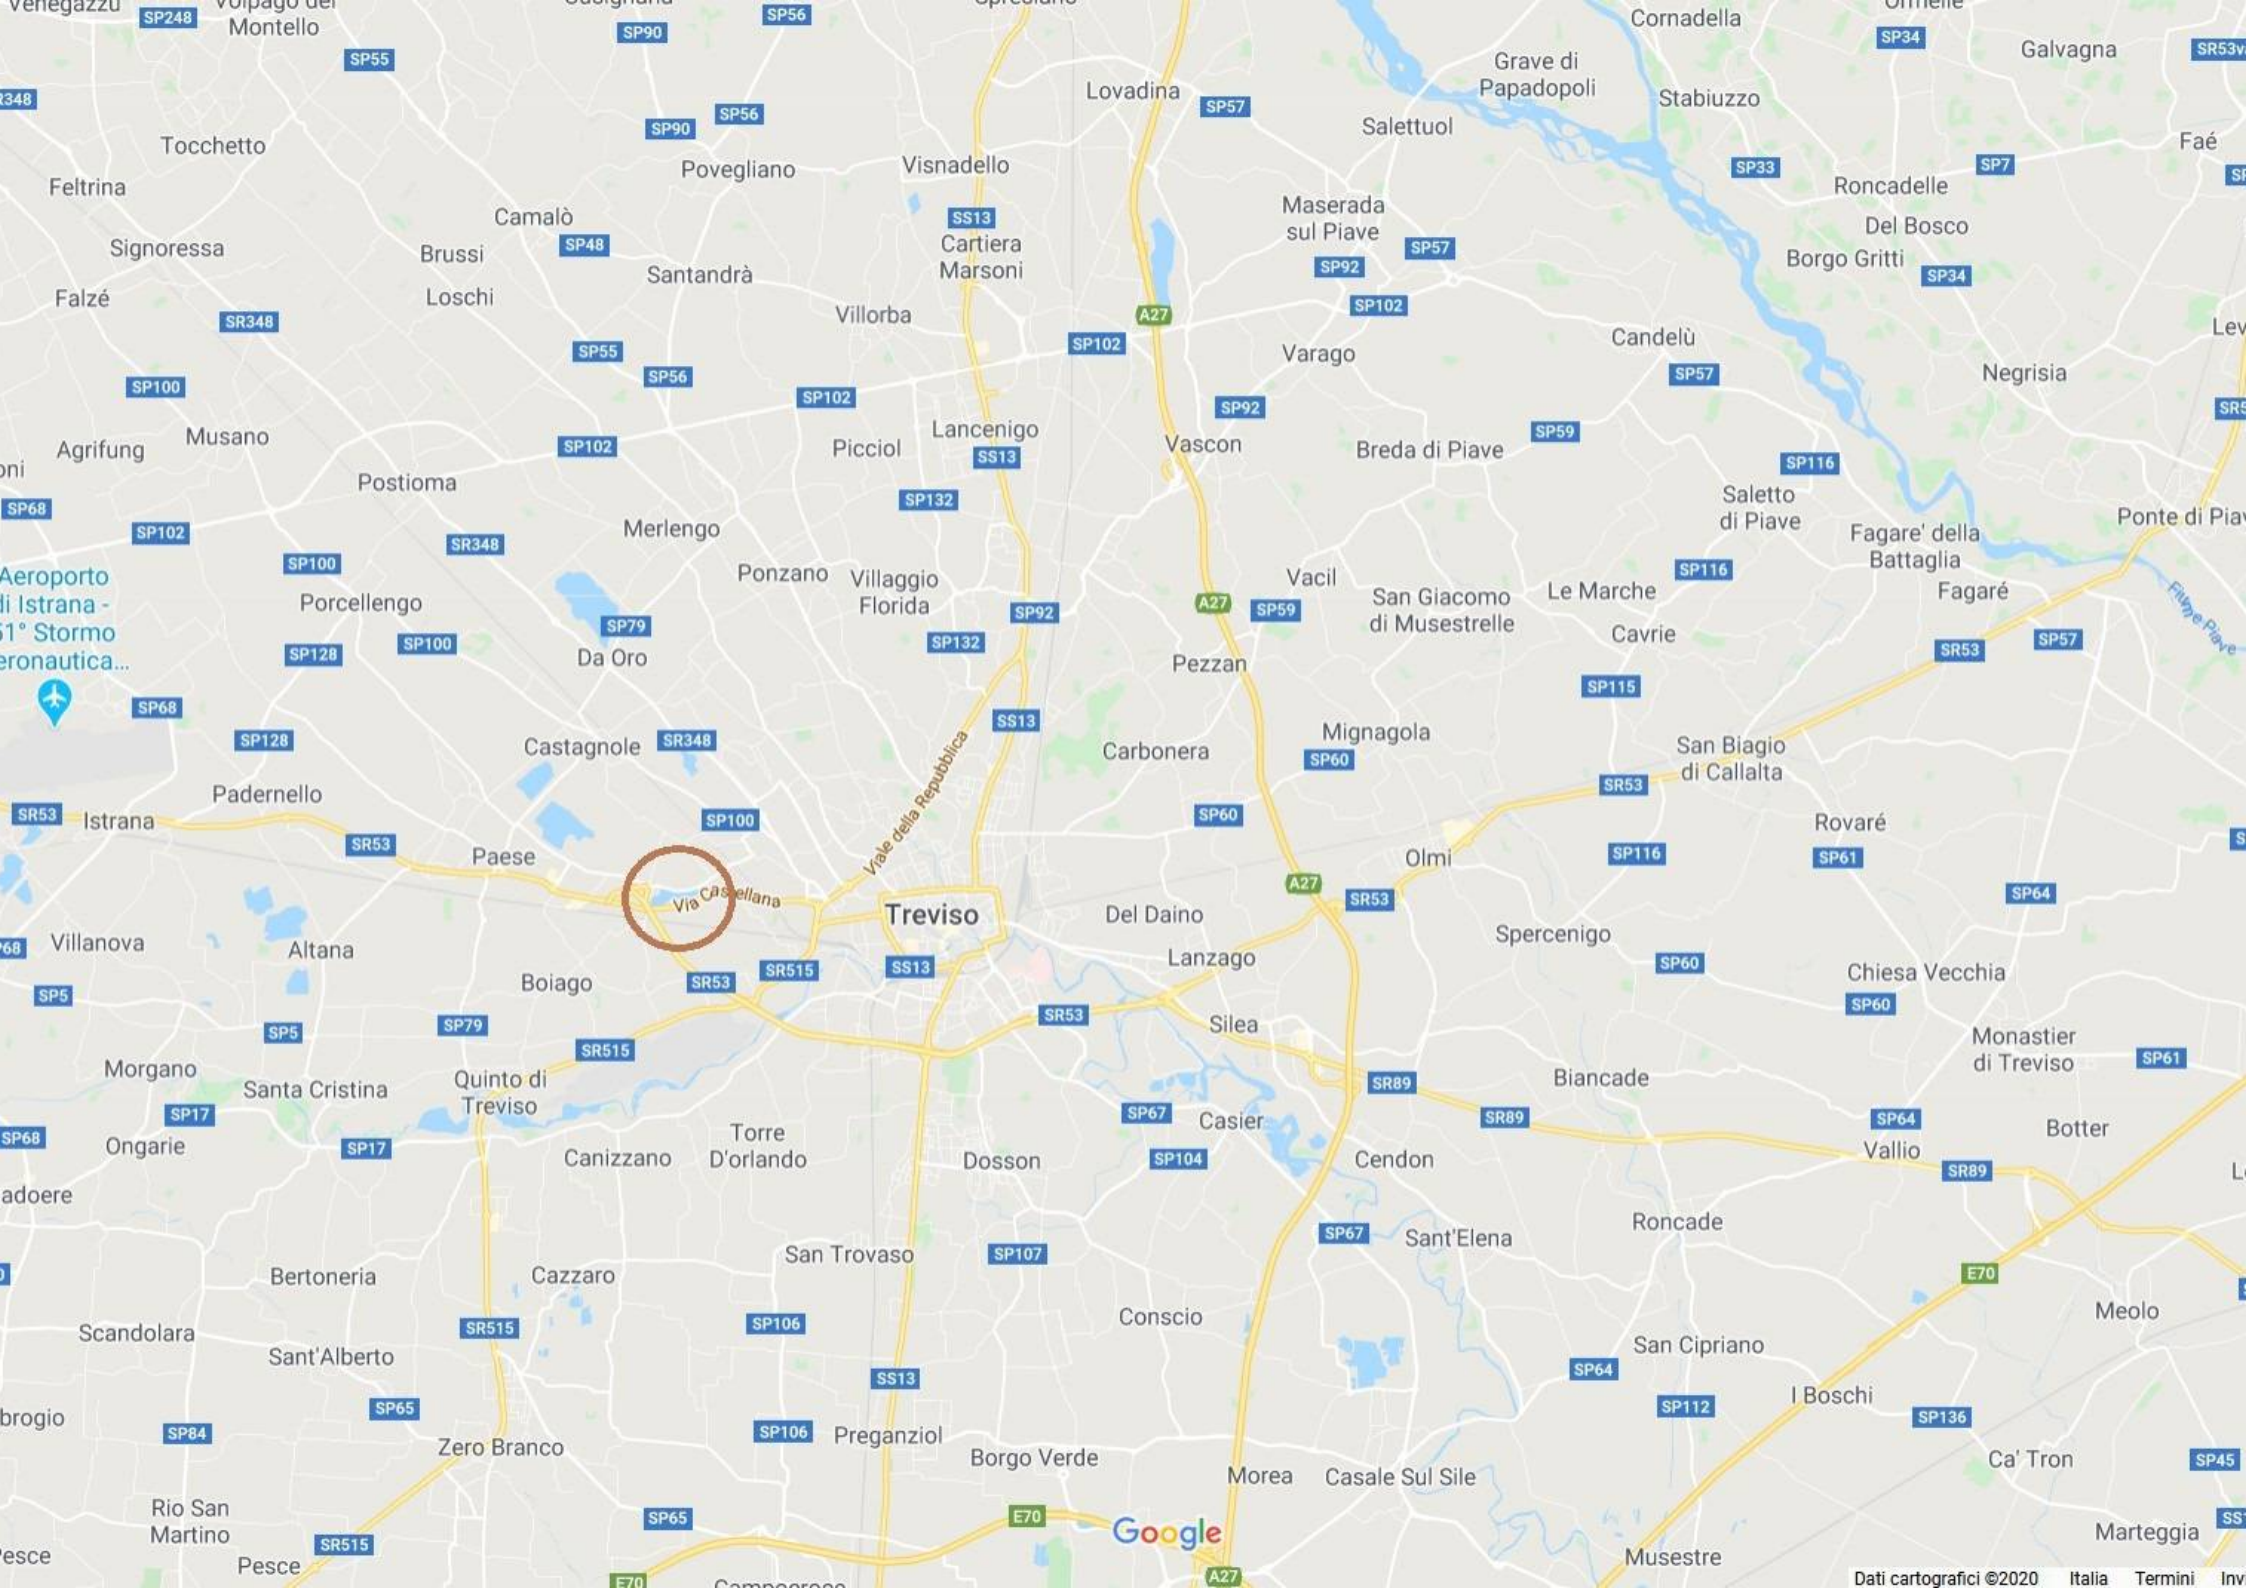 SP248
Montello
SP55
SP90
SP56
Cornadella
SP34
Galvagna
Grave di
Papadopoli
Stabiuzzo
Lovadina
SP57
SP56
SP90
Salettuol
Tocchetto
Povegliano
Visnadello
Faé
SP33
SP7
Feltrina
Roncadelle
Camalò
SS13
Maserada
sul Piave
Del Bosco
Signoressa
Brussi
SP48
Cartiera
Marsoni
SP57
Borgo Gritti
SP92
SP34
Santandrà
Falzé
Loschi
SP102
SR348
Villorba
A27
SP102
Candelù
SP55
Varago
SP56
SP57
Negrisia
SP100
SP102
SP92
Musano
Lancenigo
SP59
Agrifung
SP102
Picciol
SS13
Vascon
Breda di Piave
SP116
Postioma
SP68
SP132
Saletto
di Piave
SP102
Merlengo
Fagare' della
Battaglia
SR348
SP100
Ponzano
Villaggio
Florida
Vacil
SP116
Aeroporto
di Istrana -
51° Stormo
Porcellengo
San Giacomo
di Musestrelle
Le Marche
Fagaré
Fiume Piave
SP79
SP92
A27
SP59
SP128
SP100
Da Oro
SP132
Cavrie
SR53
SP57
Pezzan
SP68
SP115
SP128
Castagnole
SR348
SS13
Carbonera
Mignagola
SP60
San Biagio
di Callalta
Viale della Repubblica
Padernello
SR53
SR53
Istrana
SP100
SP60
Rovaré
SR53
Paese
Olmi
SP116
SP61
Via Castellana
A27
SR53
SP64
Treviso
Del Daino
Villanova
Altana
Spercenigo
Lanzago
SS13
SP60
Boiago
SR53
SR515
Chiesa Vecchia
SP5
SP60
SP5
SP79
SR53
Silea
SR515
Monastier
di Treviso
SP61
Morgano
Santa Cristina
Quinto di
Treviso
SR89
Biancade
SP17
SP67
Casier
SR89
SP64
Botter
SP68
Ongarie
SP17
Canizzano
Torre
D'orlando
Dosson
SP104
Cendon
Vallio
SR89
Roncade
San Trovaso
SP107
SP67
Sant'Elena
Bertoneria
Cazzaro
E70
Meolo
Scandolara
SR515
SP106
Conscio
San Cipriano
Sant'Alberto
SS13
SP64
I Boschi
SP65
SP112
SP136
SP84
Zero Branco
SP106
Preganziol
Borgo Verde
Morea
Casale Sul Sile
Ca' Tron
SP45
Rio San
Martino
SP65
E70
Google
SR515
Marteggia
Pesce
Musestre
E70
A27
Dati cartografici ©2020 Italia Termini